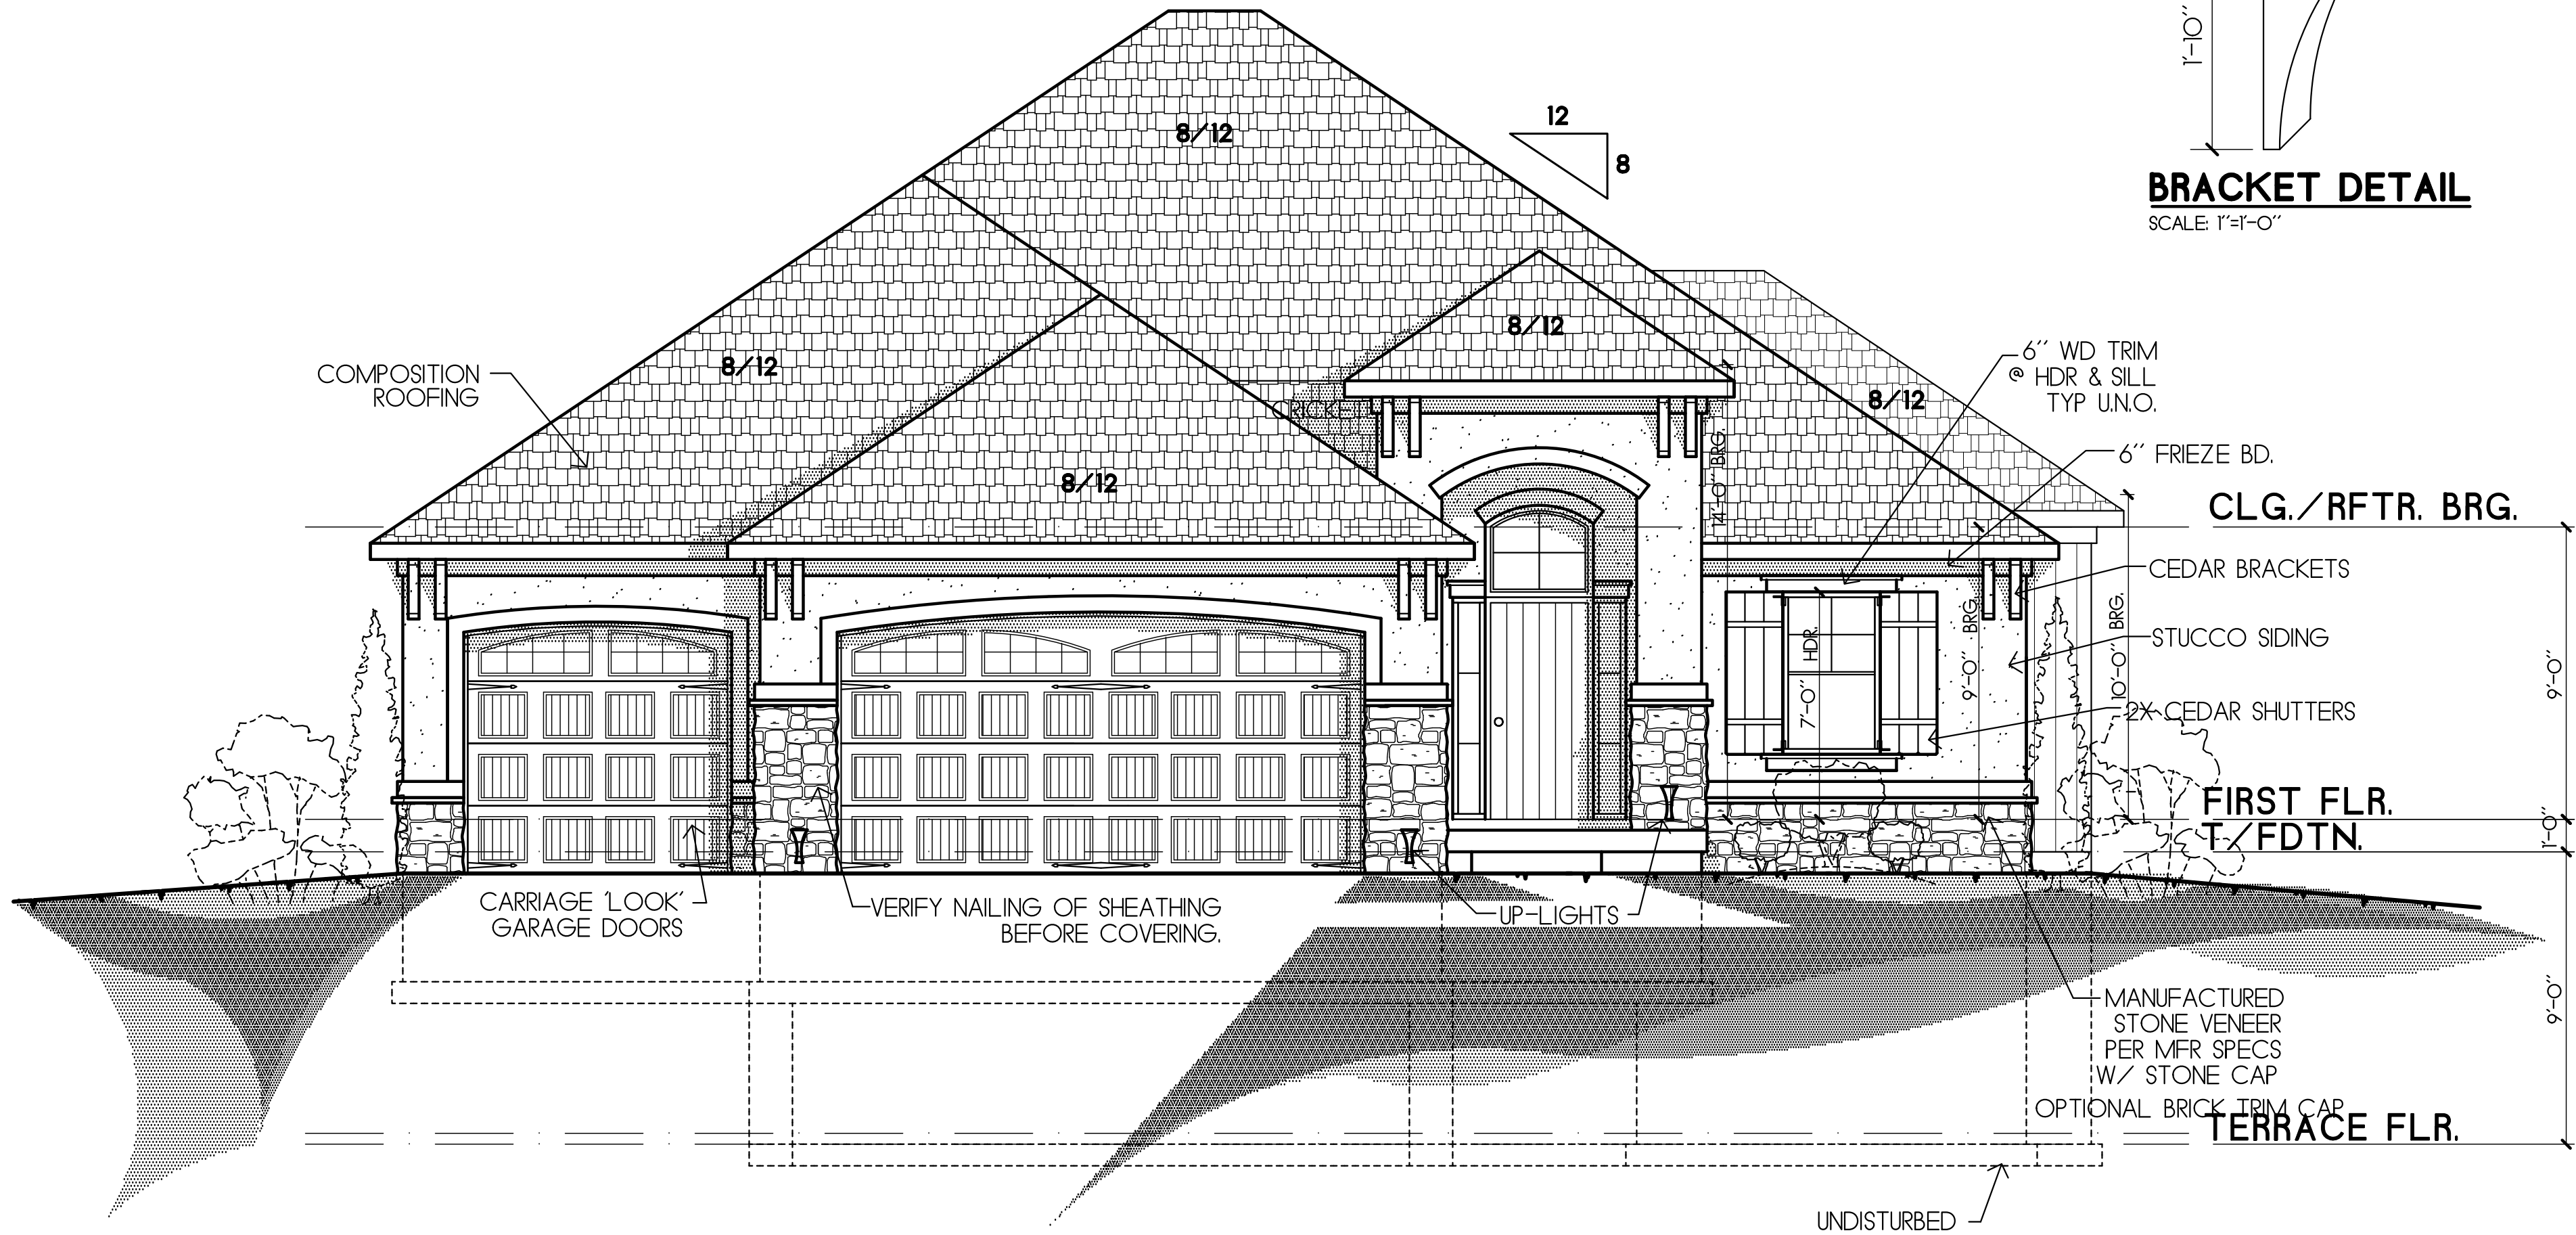 1'-10"
BRACKET DETAIL
SCALE: 1"=1'-0"
12
8
8/12
8/12
8/12
8/12
8/12
COMPOSITION
ROOFING
CRICKET
14'-0" BRG.
6" WD TRIM
@ HDR & SILL
TYP U.N.O.
6" FRIEZE BD.
CLG./RFTR. BRG.
CEDAR BRACKETS
STUCCO SIDING
2X CEDAR SHUTTERS
7'-0" HDR.
9'-0" BRG.
10'-0" BRG.
9'-0"
FIRST FLR.
T/FDTN.
1'-0"
CARRIAGE 'LOOK'
GARAGE DOORS
VERIFY NAILING OF SHEATHING
BEFORE COVERING.
UP-LIGHTS
MANUFACTURED
STONE VENEER
PER MFR SPECS
W/ STONE CAP
OPTIONAL BRICK TRIM CAP
9'-0"
TERRACE FLR.
UNDISTURBED